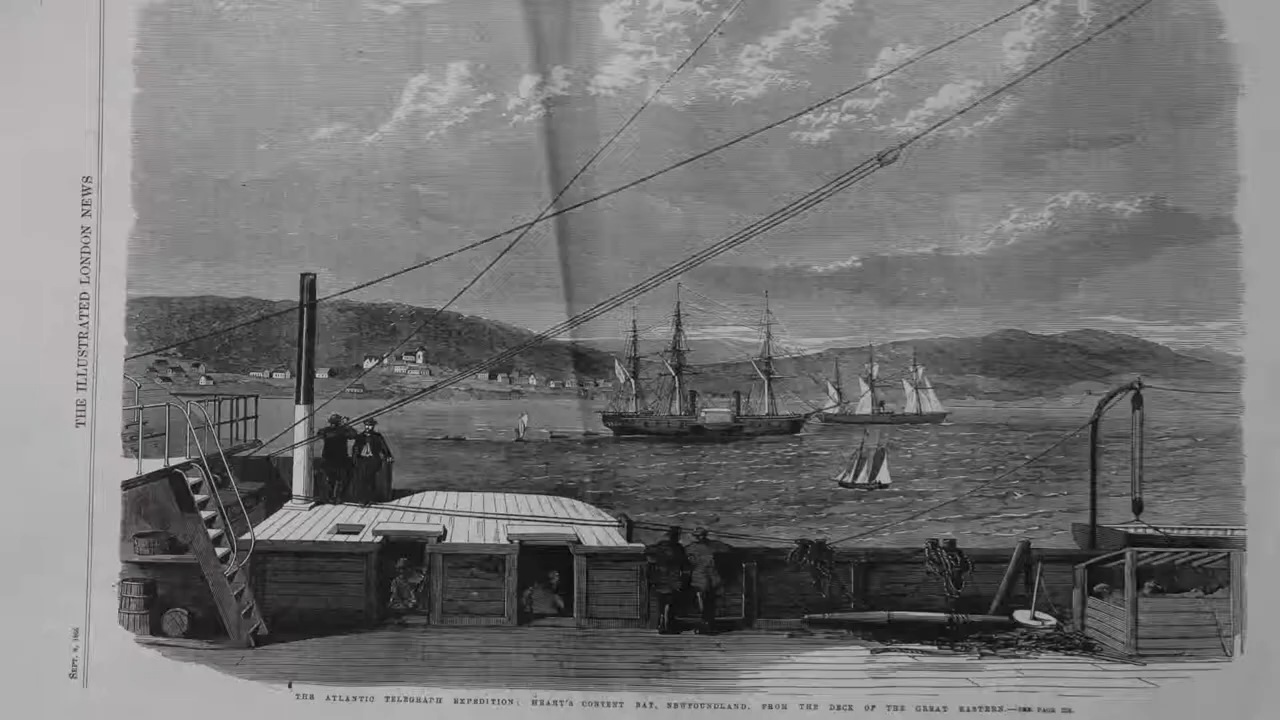 THE ILLUSTRATED LONDON NEWS
SEPT. 8, 1866
THE ATLANTIC TELEGRAPH EXPEDITION: HEART'S CONTENT BAY, NEWFOUNDLAND, FROM THE DECK OF THE GREAT EASTERN.—SEE PAGE